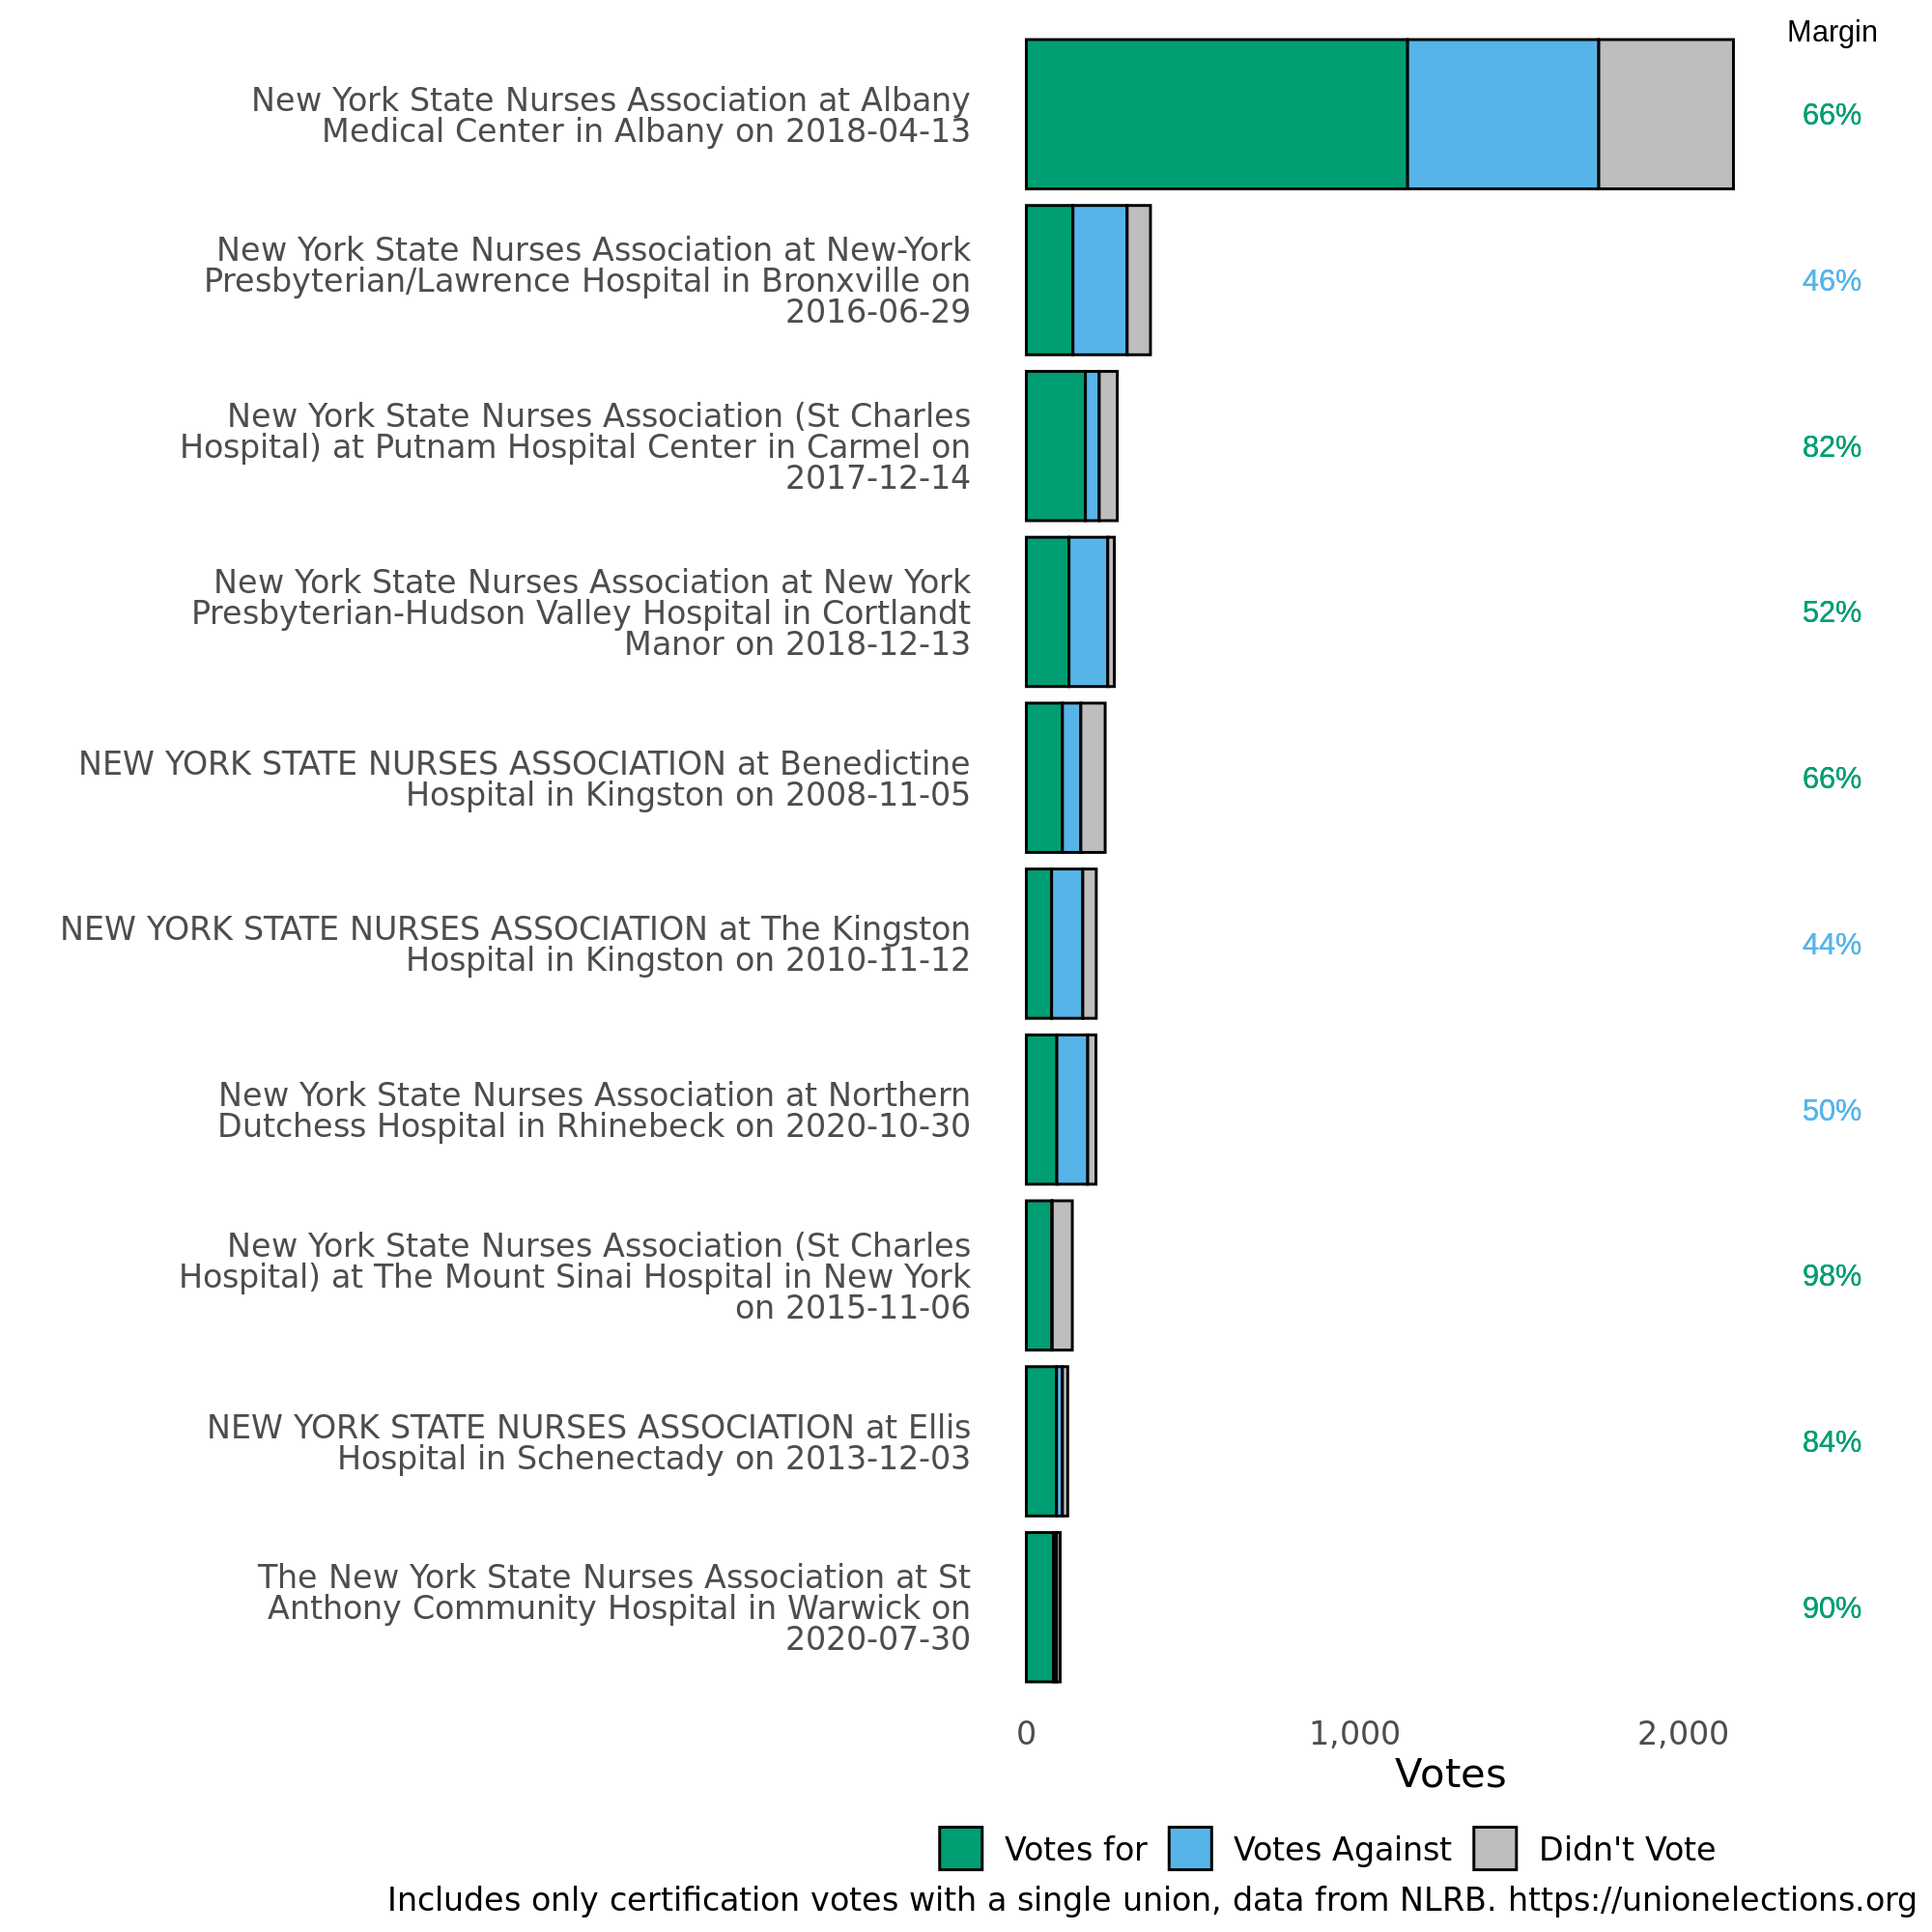 Margin
New York State Nurses Association at Albany
Medical Center in Albany on 2018-04-13
66%
New York State Nurses Association at New-York
Presbyterian/Lawrence Hospital in Bronxville on
2016-06-29
46%
New York State Nurses Association (St Charles
Hospital) at Putnam Hospital Center in Carmel on
2017-12-14
82%
New York State Nurses Association at New York
Presbyterian-Hudson Valley Hospital in Cortlandt
Manor on 2018-12-13
52%
NEW YORK STATE NURSES ASSOCIATION at Benedictine
Hospital in Kingston on 2008-11-05
66%
NEW YORK STATE NURSES ASSOCIATION at The Kingston
Hospital in Kingston on 2010-11-12
44%
New York State Nurses Association at Northern
Dutchess Hospital in Rhinebeck on 2020-10-30
50%
New York State Nurses Association (St Charles
Hospital) at The Mount Sinai Hospital in New York
on 2015-11-06
98%
NEW YORK STATE NURSES ASSOCIATION at Ellis
Hospital in Schenectady on 2013-12-03
84%
The New York State Nurses Association at St
Anthony Community Hospital in Warwick on
2020-07-30
90%
0 1,000 2,000
Votes
Votes for Votes Against Didn't Vote
Includes only certification votes with a single union, data from NLRB. https://unionelections.org